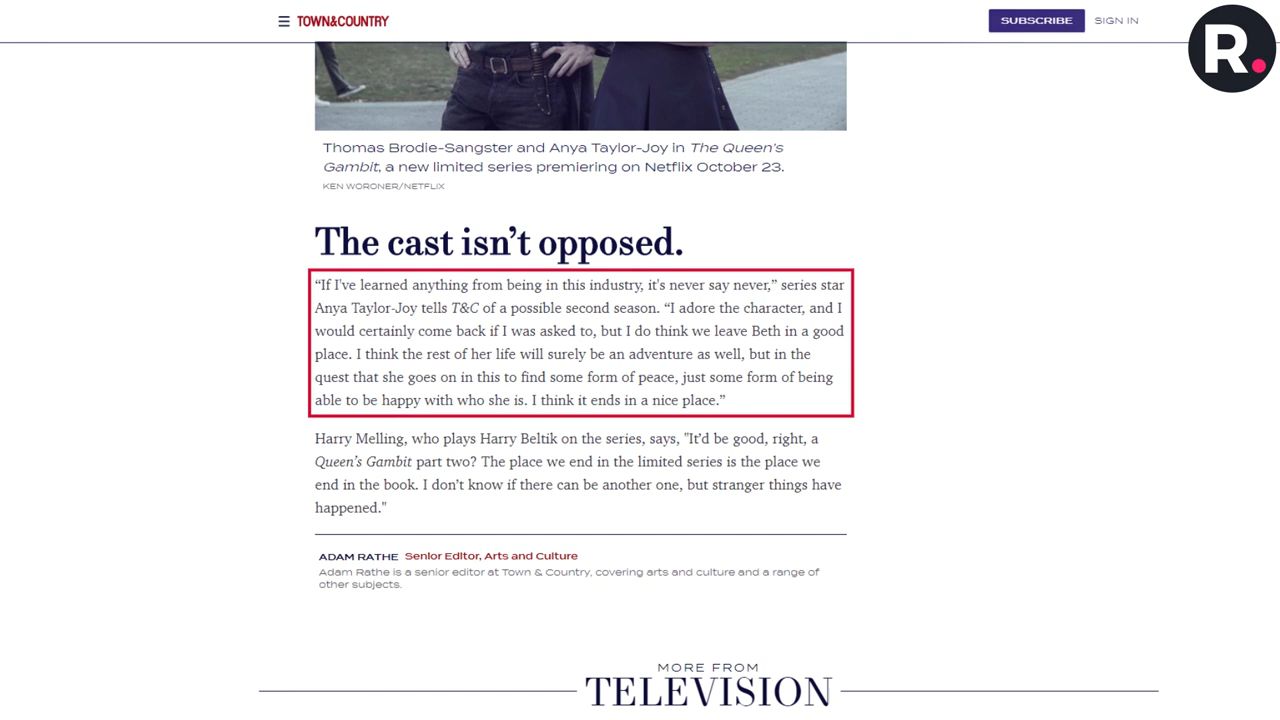 TOWN&COUNTRY
SUBSCRIBE
SIGN IN
R.
Thomas Brodie-Sangster and Anya Taylor-Joy in The Queen's
Gambit, a new limited series premiering on Netflix October 23.
KEN WORONER/NETFLIX
The cast isn’t opposed.
“If I've learned anything from being in this industry, it's never say never,” series star
Anya Taylor-Joy tells T&C of a possible second season. “I adore the character, and I
would certainly come back if I was asked to, but I do think we leave Beth in a good
place. I think the rest of her life will surely be an adventure as well, but in the
quest that she goes on in this to find some form of peace, just some form of being
able to be happy with who she is. I think it ends in a nice place.”
Harry Melling, who plays Harry Beltik on the series, says, "It’d be good, right, a
Queen’s Gambit part two? The place we end in the limited series is the place we
end in the book. I don’t know if there can be another one, but stranger things have
happened."
ADAM RATHE Senior Editor, Arts and Culture
Adam Rathe is a senior editor at Town & Country, covering arts and culture and a range of
other subjects.
MORE FROM
TELEVISION